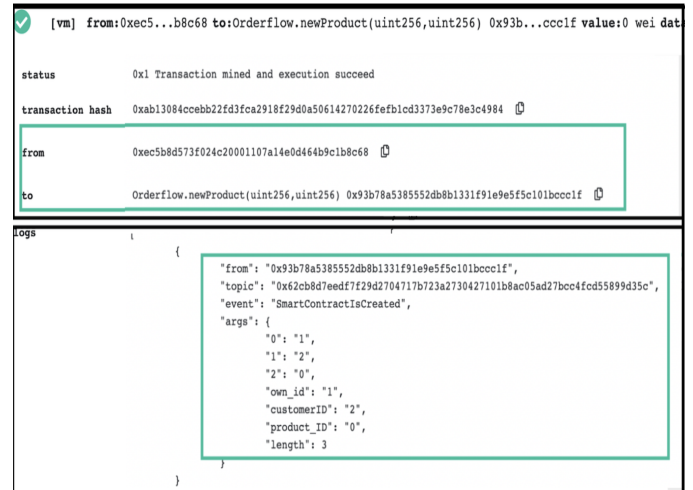 [vm] from:0xec5...b8c68 to:Orderflow.newProduct(uint256,uint256) 0x93b...ccc1f value:0 wei data
status 0x1 Transaction mined and execution succeed
transaction hash 0xab13084ccebb22fd3fca2918f29d0a50614270226fefb1cd3373e9c78e3c4984
from 0xec5b8d573f024c20001107a14e0d464b9c1b8c68
to Orderflow.newProduct(uint256,uint256) 0x93b78a5385552db8b1331f91e9e5f5c101bccc1f
logs
{
"from": "0x93b78a5385552db8b1331f91e9e5f5c101bccc1f",
"topic": "0x62cb8d7eedf7f29d2704717b723a2730427101b8ac05ad27bcc4fcd55899d35c",
"event": "SmartContractIsCreated",
"args": {
"0": "1",
"1": "2",
"2": "0",
"own_id": "1",
"customerID": "2",
"product_ID": "0",
"length": 3
}
}